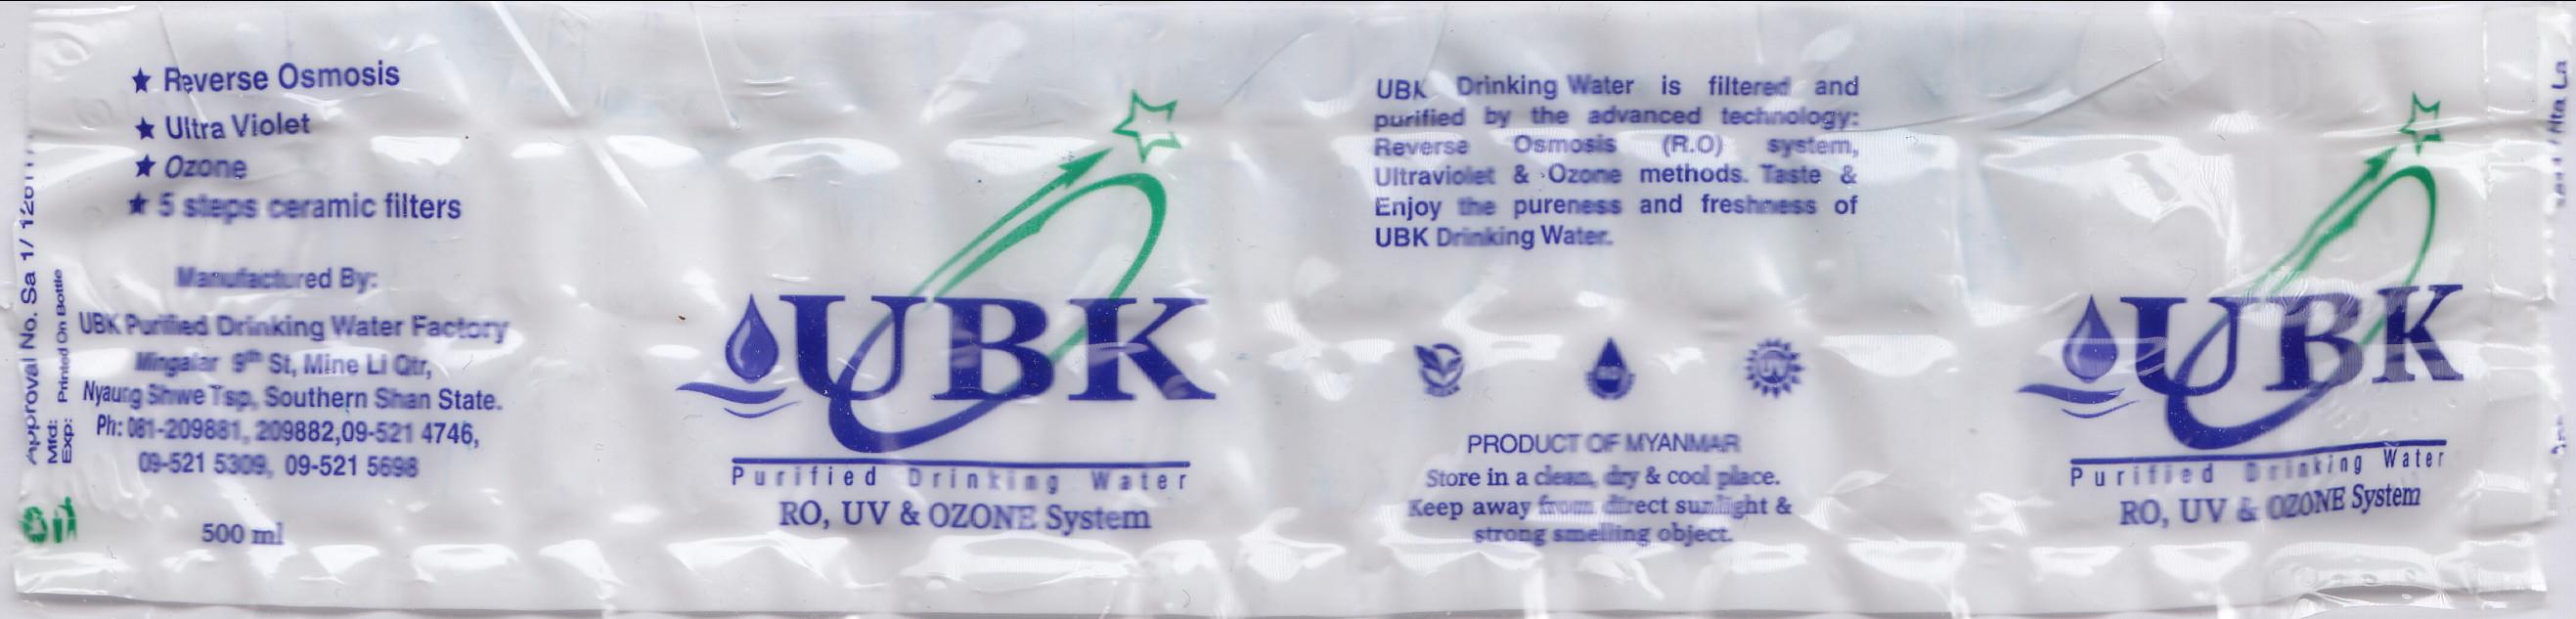 ★ Reverse Osmosis
★ Ultra Violet
★ Ozone
★ 5 steps ceramic filters
Manufactured By:
UBK Purified Drinking Water Factory
Mingalar 9th St, Mine Li Qtr,
Nyaung Shwe Tsp, Southern Shan State.
Ph: 081-209881, 209882,09-521 4746,
09-521 5309, 09-521 5698
500 ml
Approval No. Sa 1/
Mfd:
Exp:
Printed On Bottle
UBK
Purified Drinking Water
RO, UV & OZONE System
UBK Drinking Water is filtered and
purified by the advanced technology:
Reverse Osmosis (R.O) system,
Ultraviolet & Ozone methods. Taste &
Enjoy the pureness and freshness of
UBK Drinking Water.
PRODUCT OF MYANMAR
Store in a clean, dry & cool place.
Keep away from direct sunlight &
strong smelling object.
UBK
Purified Drinking Water
RO, UV & OZONE System